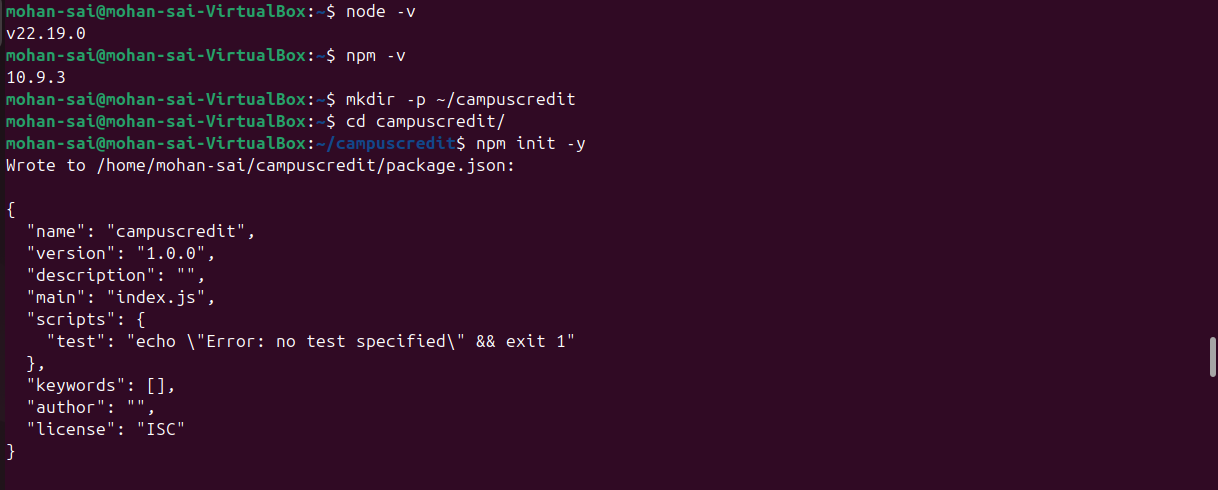 mohan-sai@mohan-sai-VirtualBox:~$ node -v
v22.19.0
mohan-sai@mohan-sai-VirtualBox:~$ npm -v
10.9.3
mohan-sai@mohan-sai-VirtualBox:~$ mkdir -p ~/campuscredit
mohan-sai@mohan-sai-VirtualBox:~$ cd campuscredit/
mohan-sai@mohan-sai-VirtualBox:~/campuscredit$ npm init -y
Wrote to /home/mohan-sai/campuscredit/package.json:

{
  "name": "campuscredit",
  "version": "1.0.0",
  "description": "",
  "main": "index.js",
  "scripts": {
    "test": "echo \"Error: no test specified\" && exit 1"
  },
  "keywords": [],
  "author": "",
  "license": "ISC"
}